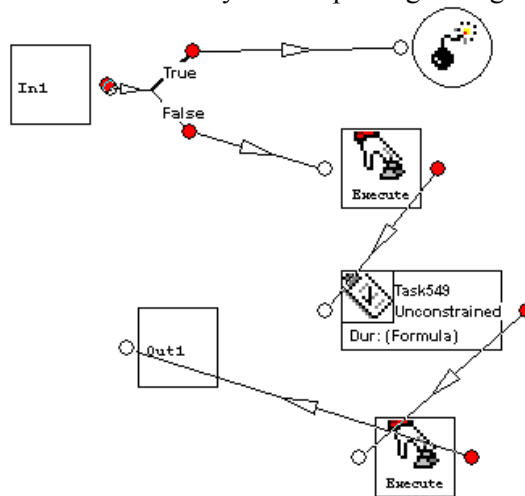 True
In1
False
Execute
Task549
Unconstrained
Dur: (Formula)
Out1
Execute